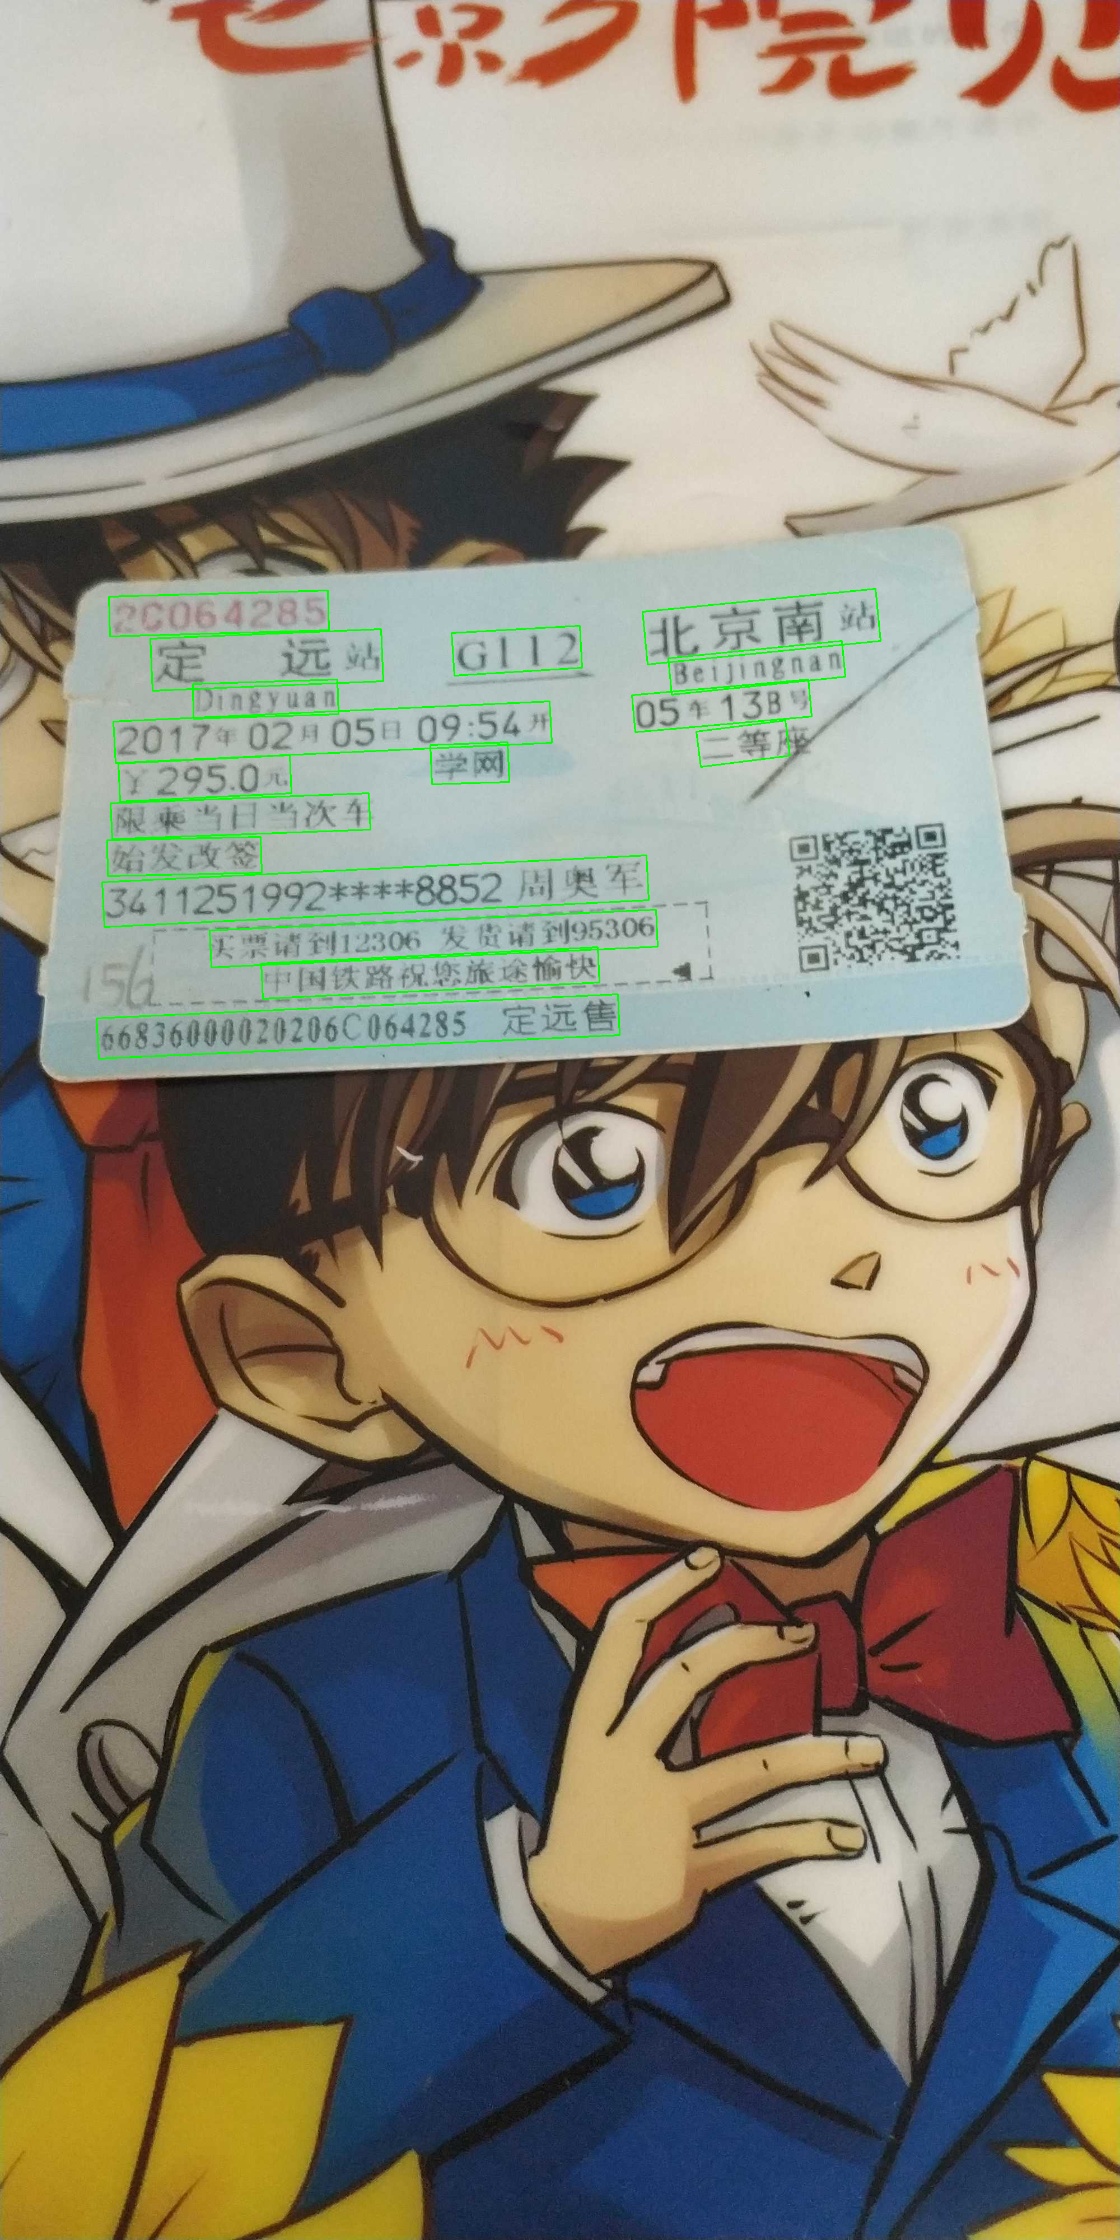 2C064285
定远站 G112 北京南站
Dingyuan Beijingnan
2017年02月05日 09:54开 05车13B号
¥295.0元 学网 二等座
限乘当日当次车
始发改签
3411251992****8852 周奥军
买票请到12306 发货请到95306
中国铁路祝您旅途愉快
156
66836000020206C064285 定远售